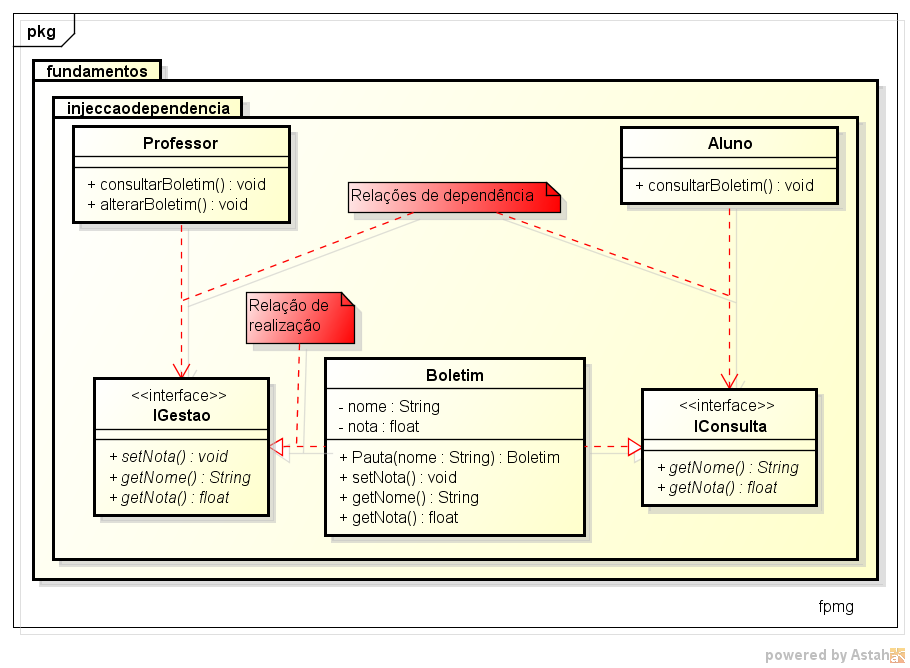 pkg
fundamentos
injeccaodependencia
Professor
+ consultarBoletim() : void
+ alterarBoletim() : void
Relações de dependência
Aluno
+ consultarBoletim() : void
Relação de
realização
<<interface>>
IGestao
+ setNota() : void
+ getNome() : String
+ getNota() : float
Boletim
- nome : String
- nota : float
+ Pauta(nome : String) : Boletim
+ setNota() : void
+ getNome() : String
+ getNota() : float
<<interface>>
IConsulta
+ getNome() : String
+ getNota() : float
fpmg
powered by Astah